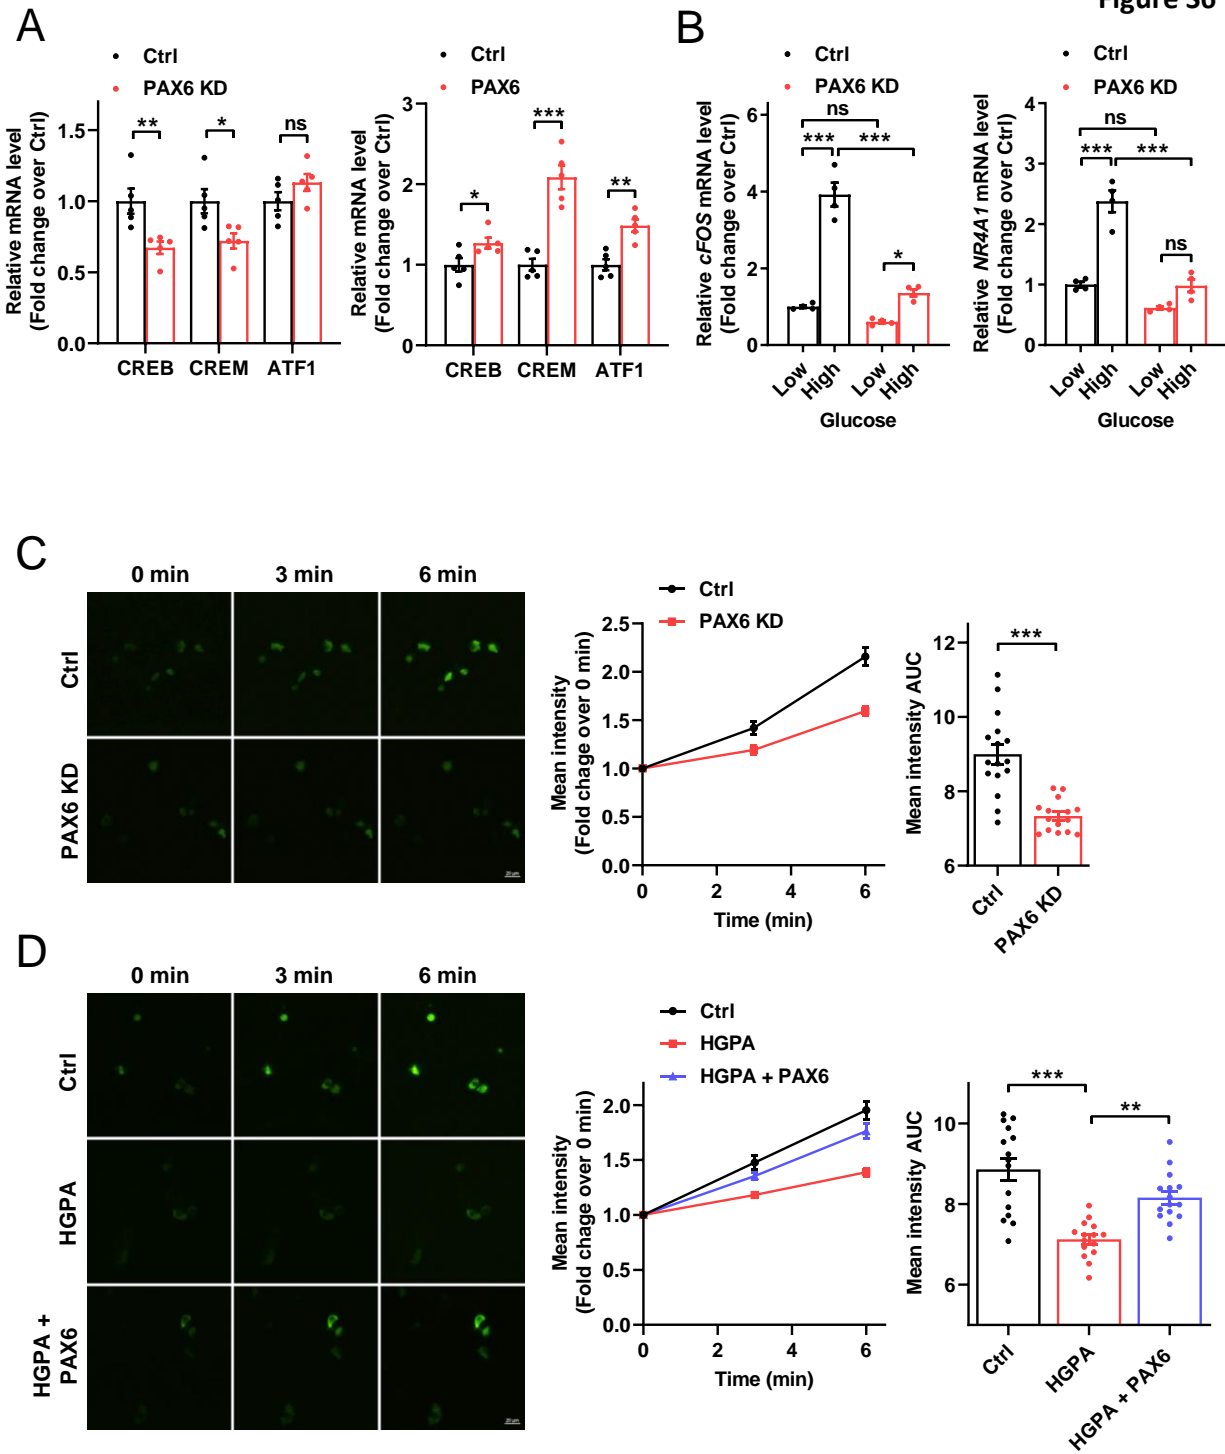 Figure S6
A
Ctrl
PAX6 KD
Relative mRNA level
(Fold change over Ctrl)
1.5
1.0
0.5
0.0
**
*
ns
CREB CREM ATF1
Ctrl
PAX6
Relative mRNA level
(Fold change over Ctrl)
3
2
1
0
*
***
**
CREB CREM ATF1
B
Ctrl
PAX6 KD
Relative cFOS mRNA level
(Fold change over Ctrl)
6
4
2
0
ns
*** ***
*
Low High Low High
Glucose
Ctrl
PAX6 KD
Relative NR4A1 mRNA level
(Fold change over Ctrl)
4
3
2
1
0
ns
*** ***
ns
Low High Low High
Glucose
C
0 min 3 min 6 min
Ctrl
PAX6 KD
Ctrl
PAX6 KD
Mean intensity
(Fold chage over 0 min)
2.5
2.0
1.5
1.0
0.5
0.0
0 2 4 6
Time (min)
Mean intensity AUC
12
10
8
6
***
Ctrl
PAX6 KD
D
0 min 3 min 6 min
Ctrl
HGPA
HGPA +
PAX6
Ctrl
HGPA
HGPA + PAX6
Mean intensity
(Fold chage over 0 min)
2.0
1.5
1.0
0.5
0.0
0 2 4 6
Time (min)
Mean intensity AUC
10
8
6
***
**
Ctrl
HGPA
HGPA + PAX6